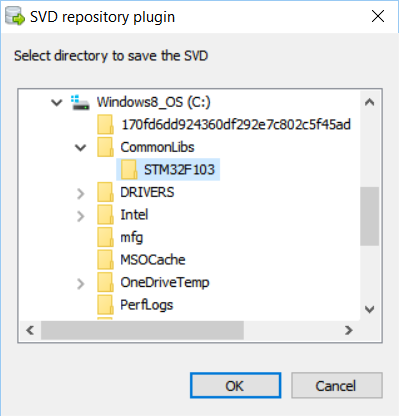 SVD repository plugin
Select directory to save the SVD
Windows8_OS (C:)
170fd6dd924360df292e7c802c5f45ad
CommonLibs
STM32F103
DRIVERS
Intel
mfg
MSOCache
OneDriveTemp
PerfLogs
OK
Cancel